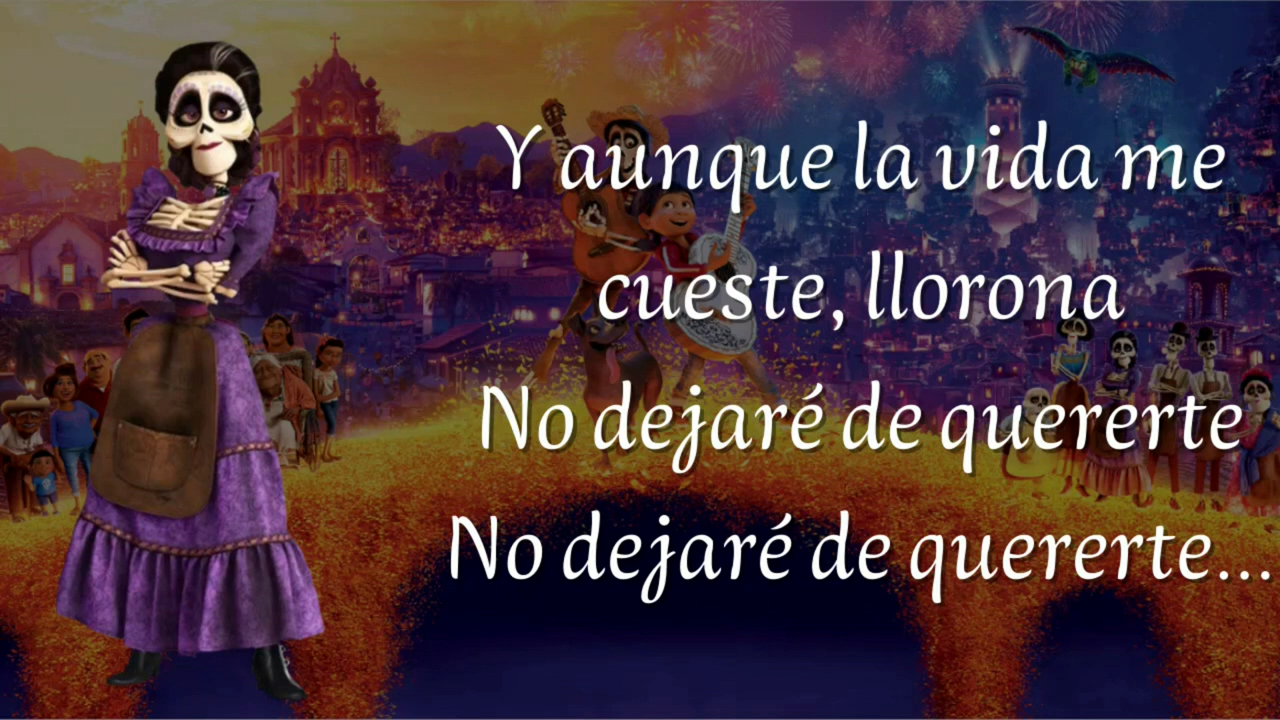 Y aunque la vida me
cueste, llorona
No dejaré de quererte
No dejaré de quererte...